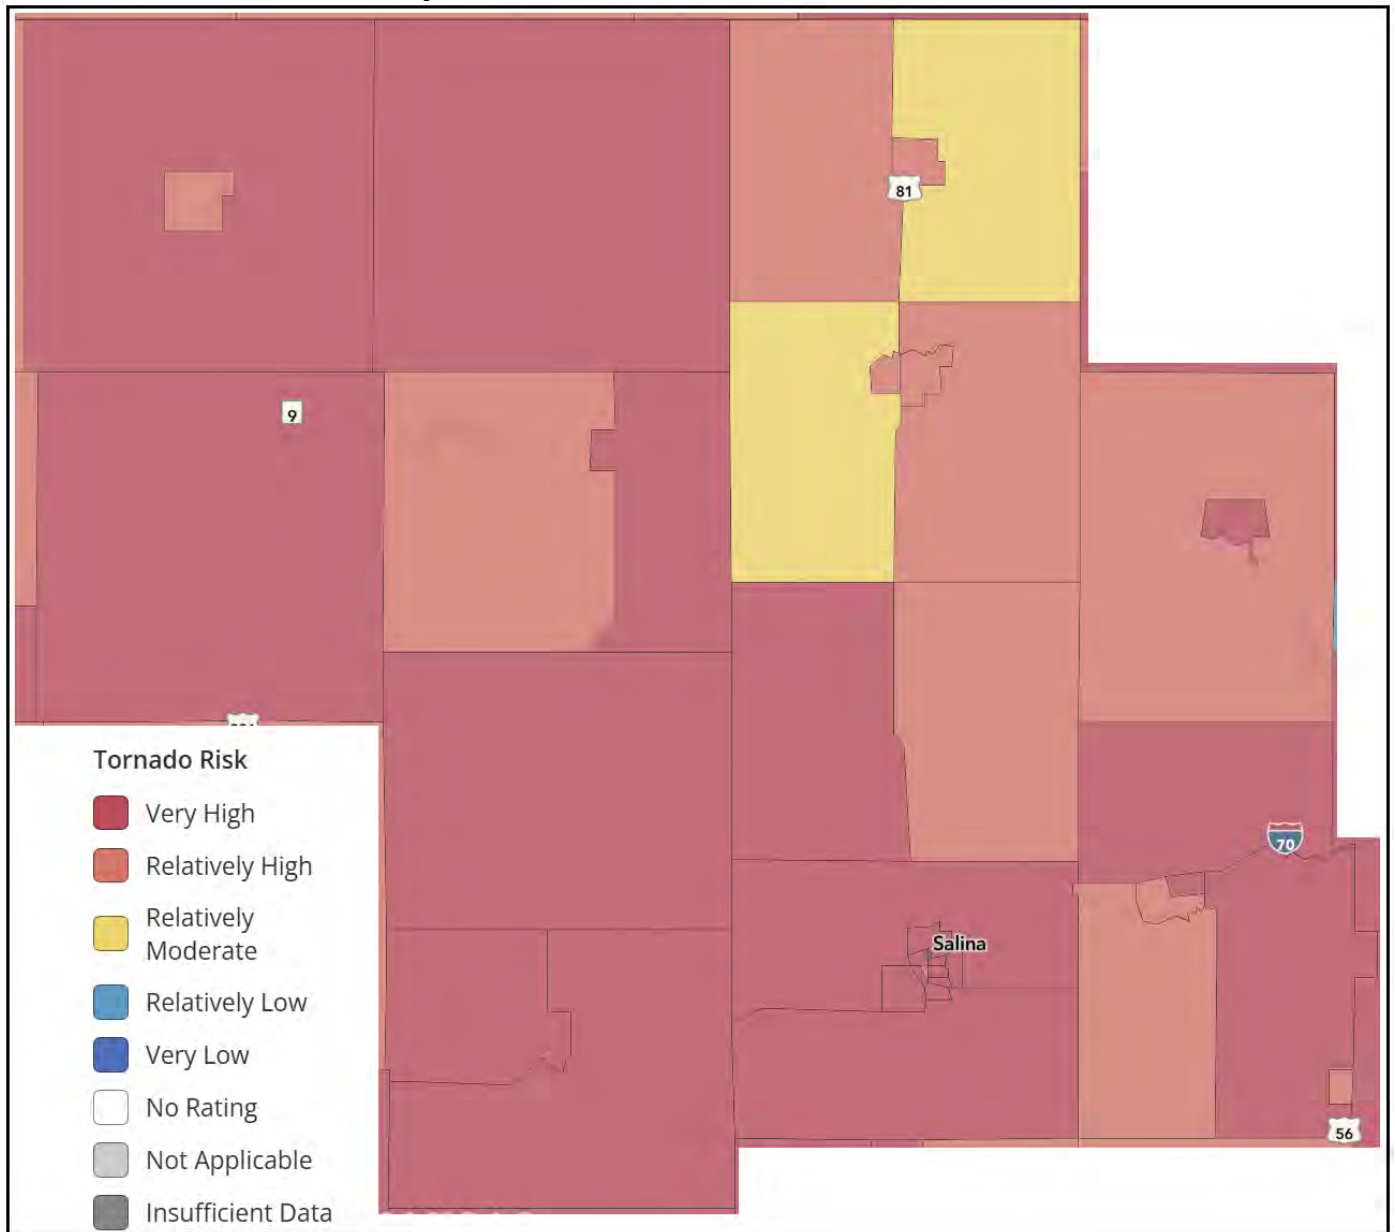 81
9
70
Salina
56
Tornado Risk
Very High
Relatively High
Relatively
Moderate
Relatively Low
Very Low
No Rating
Not Applicable
Insufficient Data